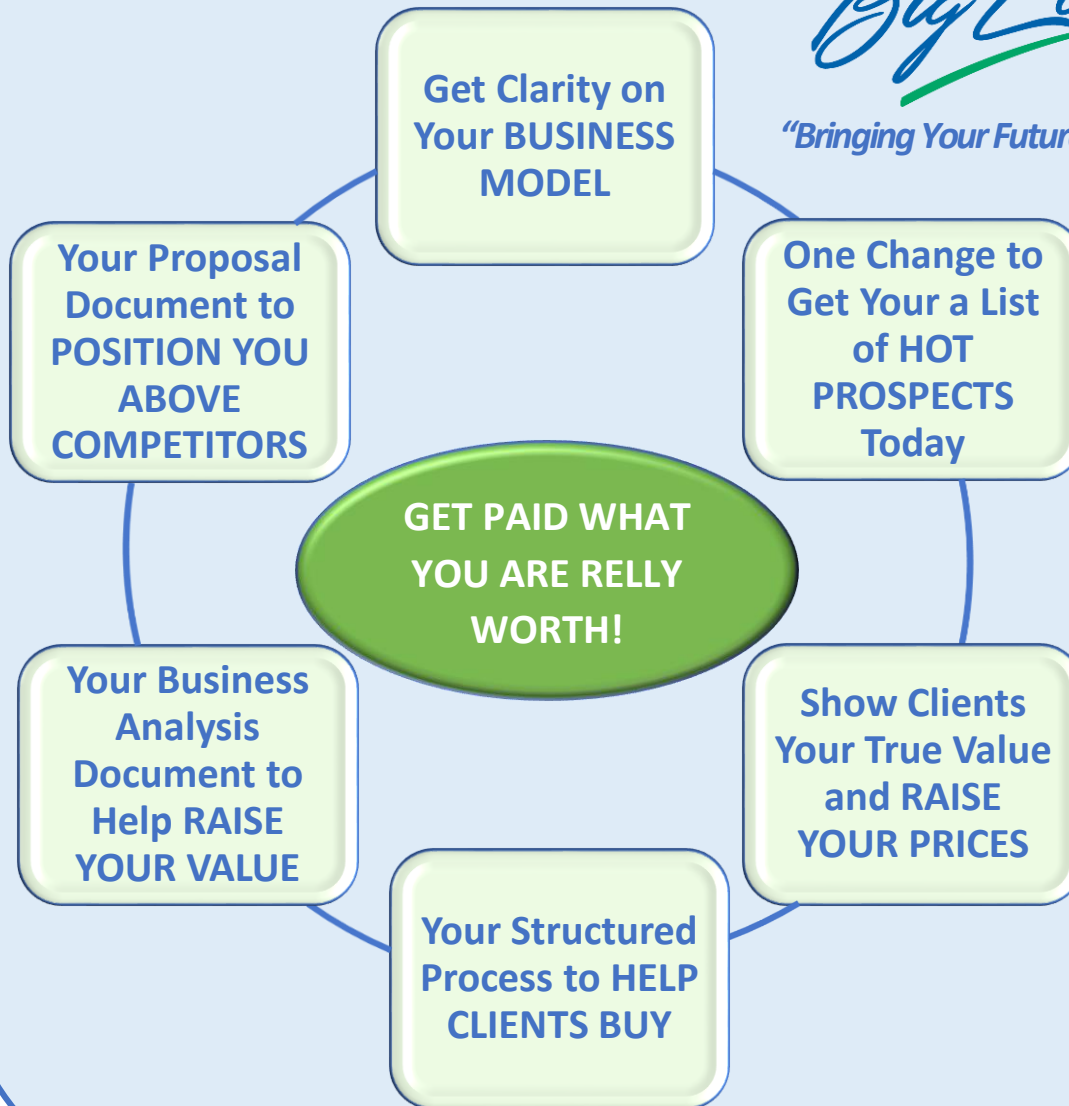 Get Clarity on
Your BUSINESS
MODEL
"Bringing Your Futur
Your Proposal
Document to
POSITION YOU
ABOVE
COMPETITORS
One Change to
Get Your a List
of HOT
PROSPECTS
Today
GET PAID WHAT
YOU ARE RELLY
WORTH!
Your Business
Analysis
Document to
Help RAISE
YOUR VALUE
Show Clients
Your True Value
and RAISE
YOUR PRICES
Your Structured
Process to HELP
CLIENTS BUY